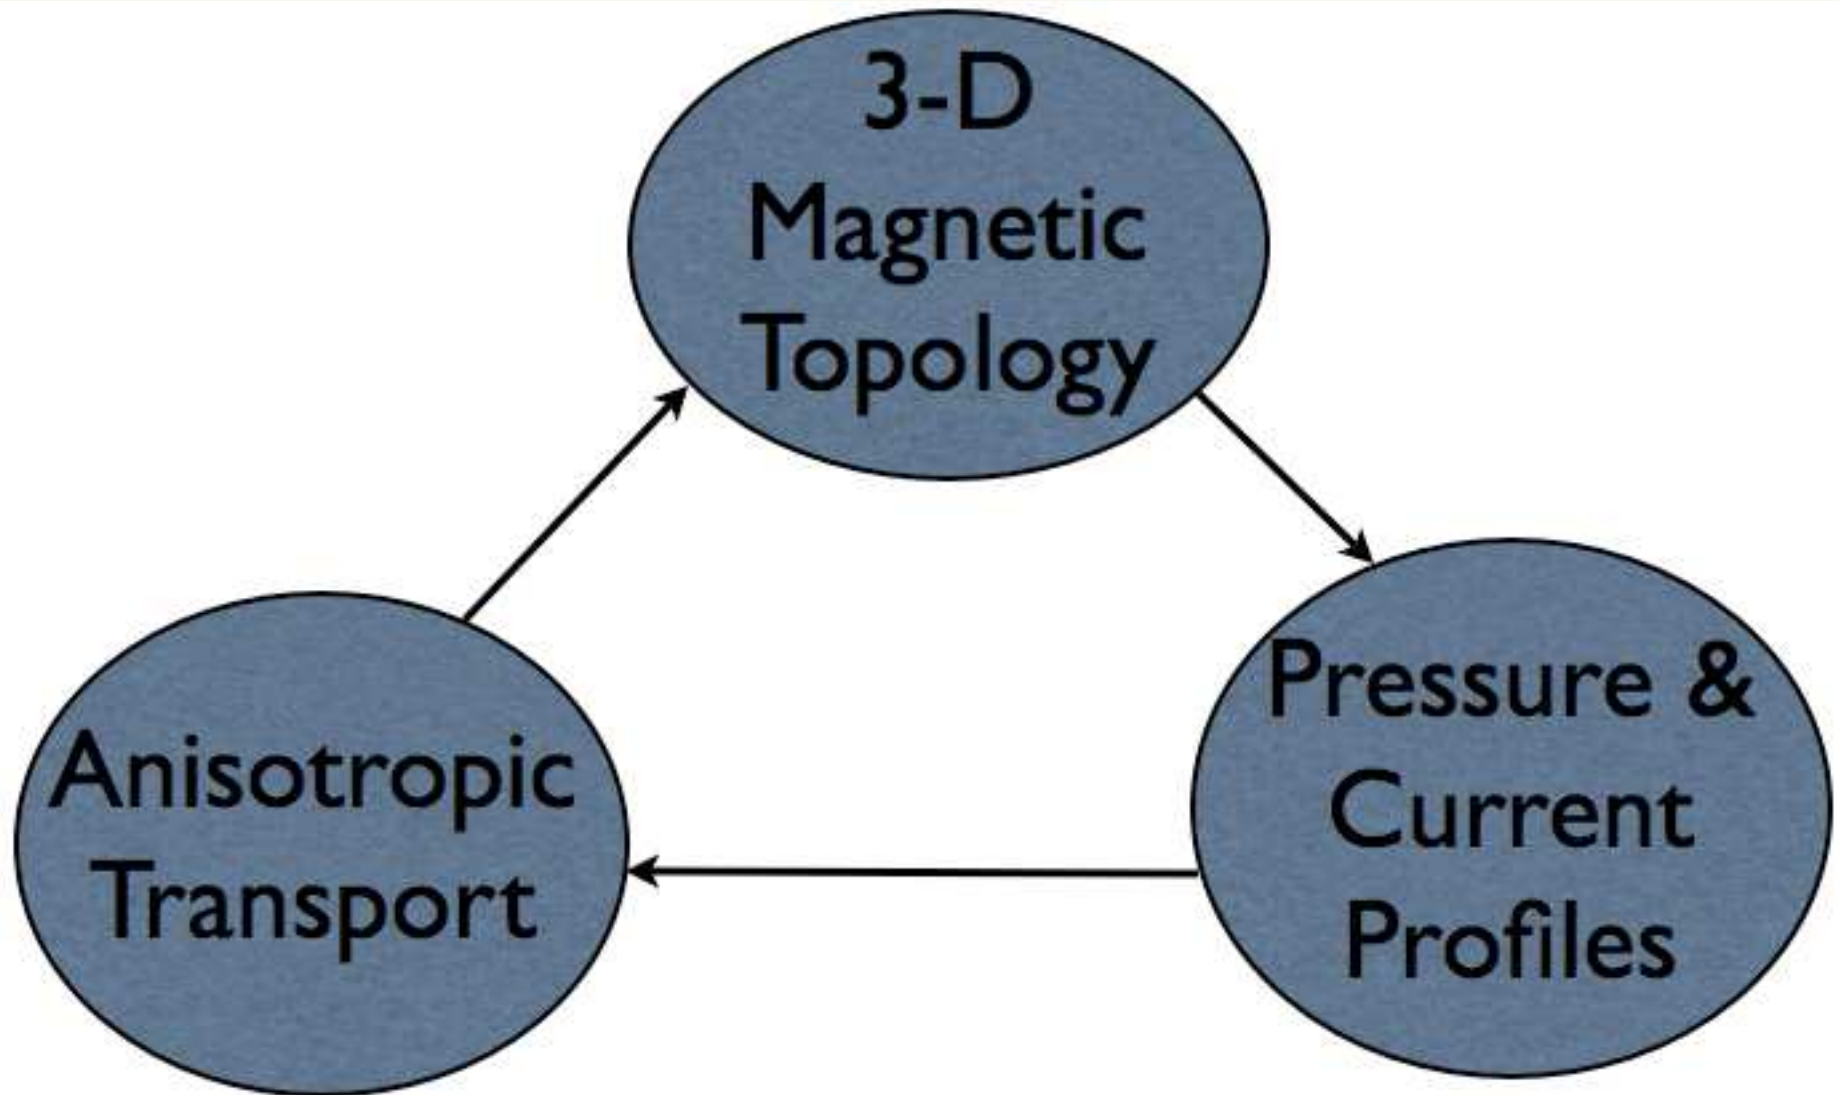 3-D
Magnetic
Topology
Pressure &
Current
Profiles
Anisotropic
Transport